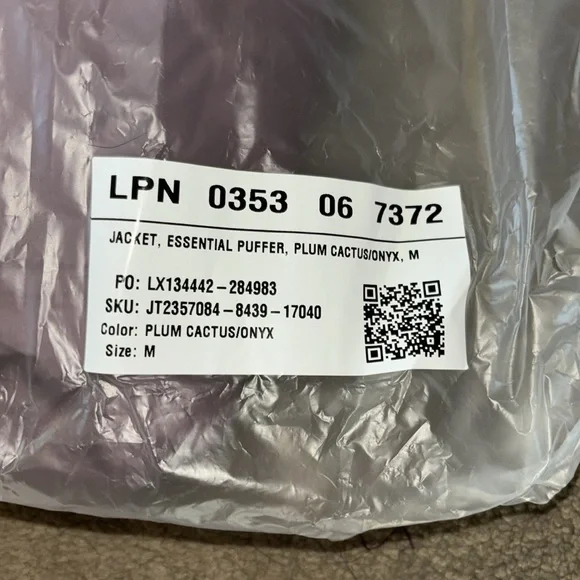 LPN 0353 06 7372
JACKET, ESSENTIAL PUFFER, PLUM CACTUS/ONYX, M
PO: LX134442-284983
SKU: JT2357084-8439-17040
Color: PLUM CACTUS/ONYX
Size: M